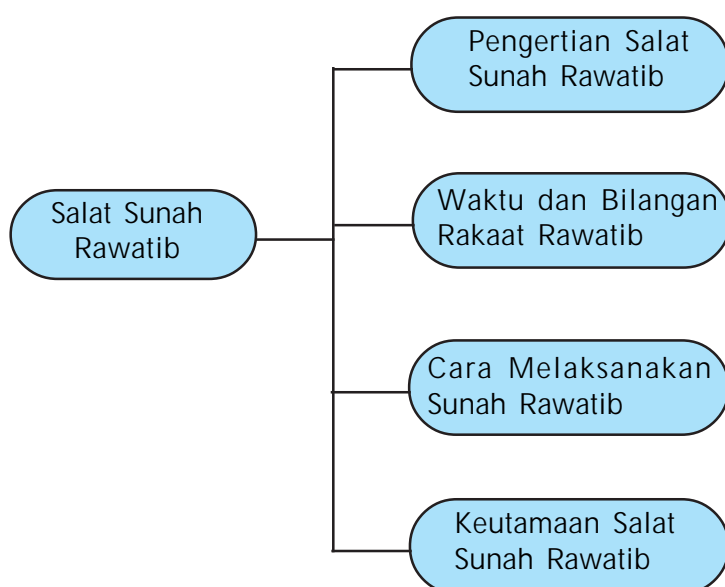 Salat Sunah
Rawatib
Pengertian Salat
Sunah Rawatib
Waktu dan Bilangan
Rakaat Rawatib
Cara Melaksanakan
Sunah Rawatib
Keutamaan Salat
Sunah Rawatib